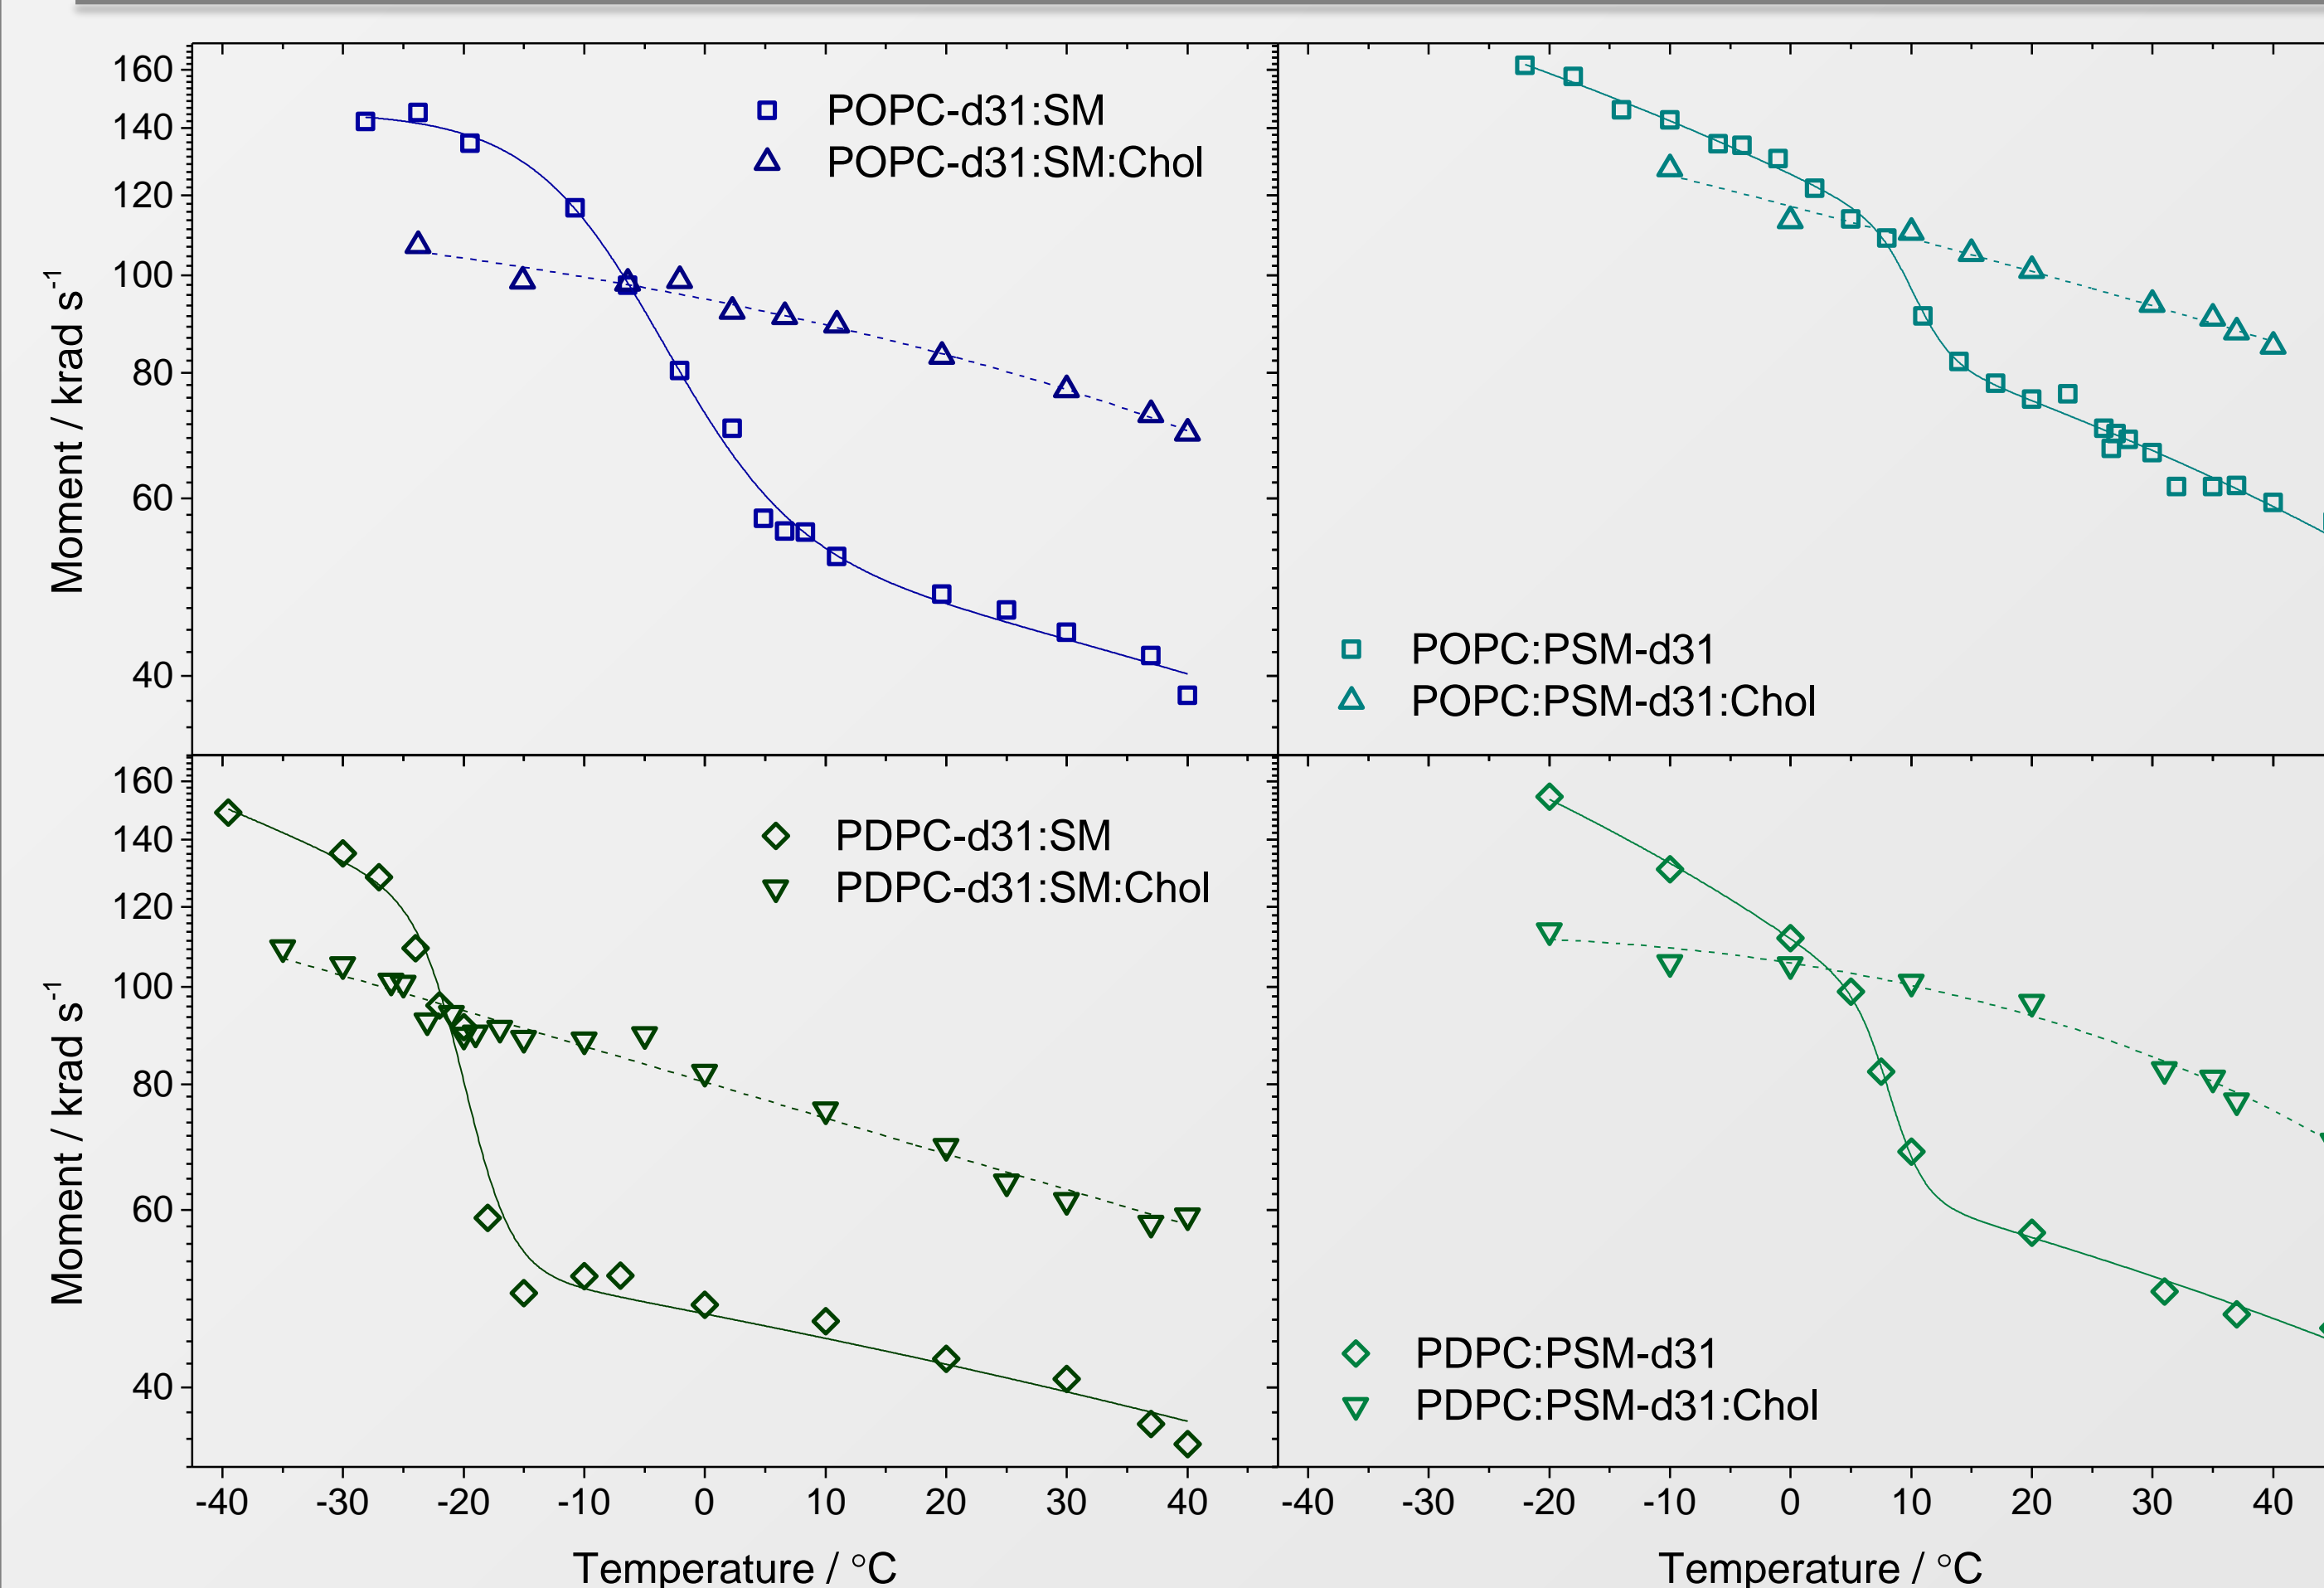 160
140
120
100
80
60
40
Moment / krad s-1
POPC-d31:SM
POPC-d31:SM:Chol
POPC:PSM-d31
POPC:PSM-d31:Chol
160
140
120
100
80
60
40
Moment / krad s-1
PDPC-d31:SM
PDPC-d31:SM:Chol
PDPC:PSM-d31
PDPC:PSM-d31:Chol
-40 -30 -20 -10 0 10 20 30 40
-40 -30 -20 -10 0 10 20 30 40
Temperature / °C
Temperature / °C